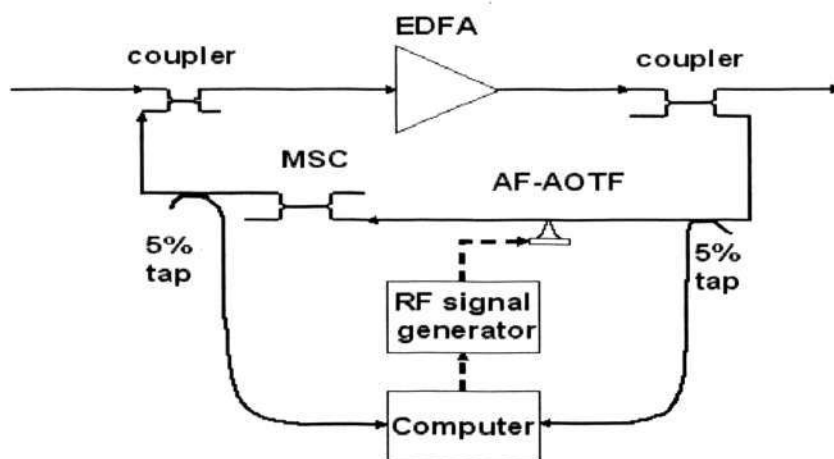 EDFA
coupler
coupler
MSC
AF-AOTF
5%
tap
5%
tap
RF signal
generator
Computer